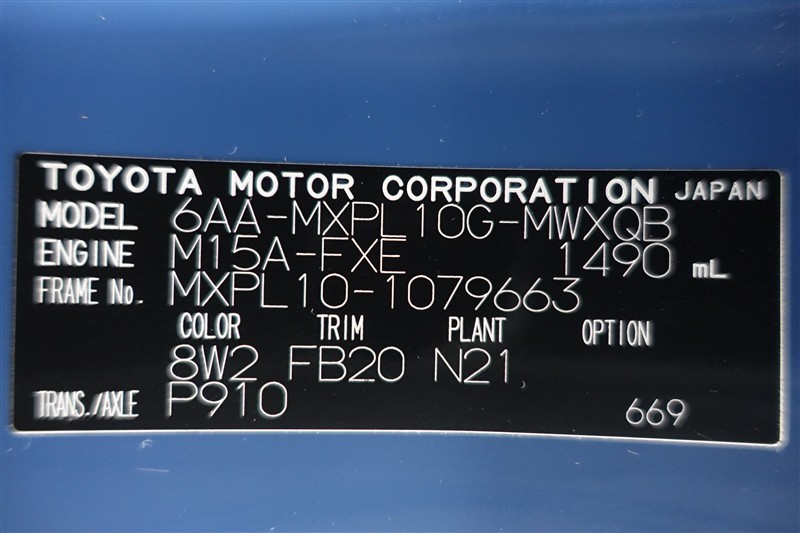 TOYOTA MOTOR CORPORATION JAPAN
MODEL 6AA-MXPL10G-MWXQB
ENGINE M15A-FXE 1490 mL
FRAME No. MXPL10-1079663
COLOR TRIM PLANT OPTION
8W2 FB20 N21
TRANS./AXLE P910 669